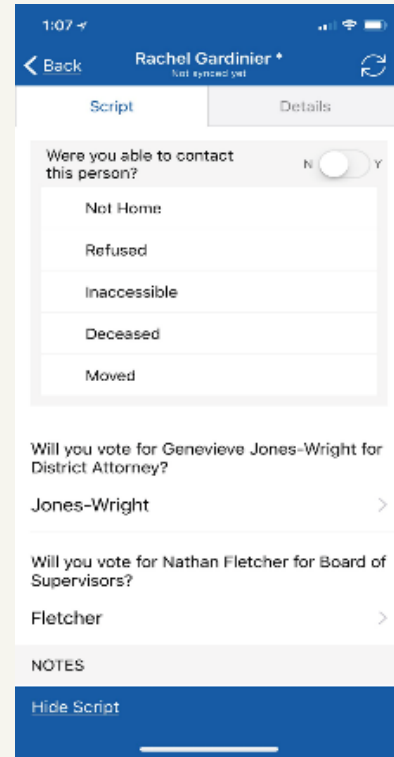 1:07
Back
Rachel Gardinier *
Not synced yet
Script
Details
Were you able to contact
this person?
N
Y
Not Home
Refused
Inaccessible
Deceased
Moved
Will you vote for Genevieve Jones-Wright for
District Attorney?
Jones-Wright
Will you vote for Nathan Fletcher for Board of
Supervisors?
Fletcher
NOTES
Hide Script